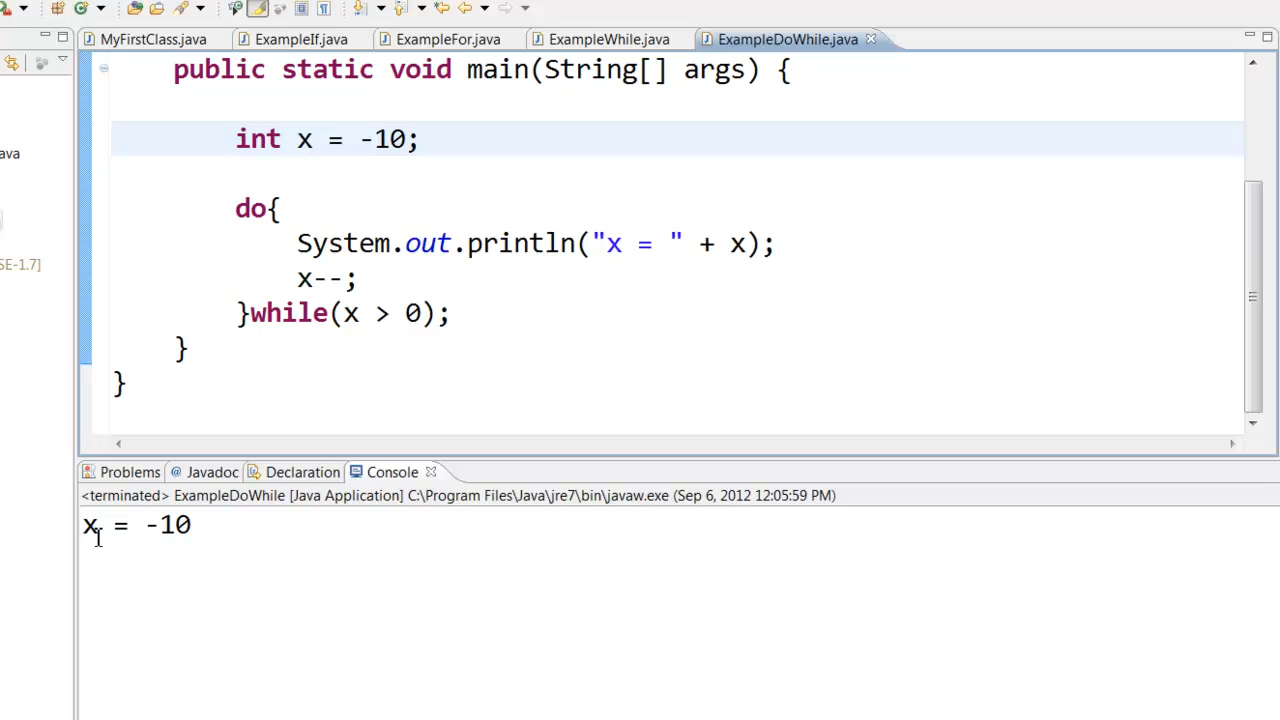 MyFirstClass.java ExampleIf.java ExampleFor.java ExampleWhile.java ExampleDoWhile.java
public static void main(String[] args) {
int x = -10;
ava
do{
System.out.println("x = " + x);
SE-1.7]
x--;
}while(x > 0);
}
}
Problems @ Javadoc Declaration Console
<terminated> ExampleDoWhile [Java Application] C:\Program Files\Java\jre7\bin\javaw.exe (Sep 6, 2012 12:05:59 PM)
x = -10